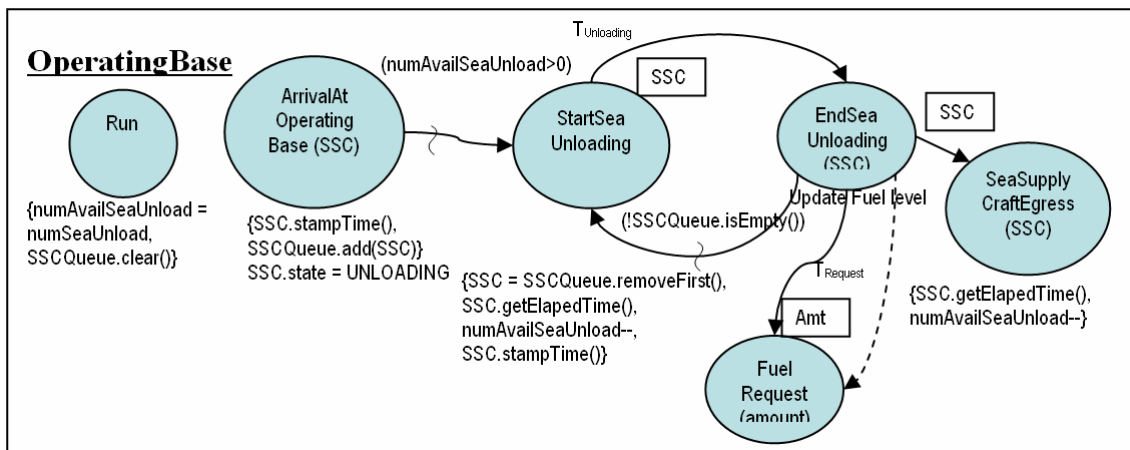 OperatingBase
Run
{numAvailSeaUnload =
numSeaUnload,
SSCQueue.clear()}
ArrivalAt
Operating
Base (SSC)
{SSC.stampTime(),
SSCQueue.add(SSC)}
SSC.state = UNLOADING
(numAvailSeaUnload>0)
StartSea
Unloading
{SSC = SSCQueue.removeFirst(),
SSC.getElapedTime(),
numAvailSeaUnload--,
SSC.stampTime()}
TUnloading
SSC
(!SSCQueue.isEmpty())
EndSea
Unloading
(SSC)
Update Fuel level
TRequest
Amt
Fuel
Request
(amount)
SSC
SeaSupply
CraftEgress
(SSC)
{SSC.getElapedTime(),
numAvailSeaUnload--}